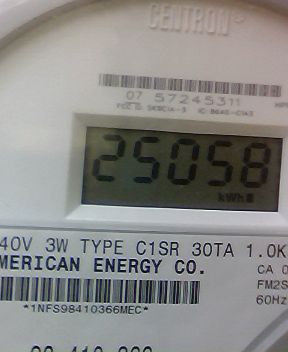 CENTRON
07 57245311
25058
kWh
40V 3W TYPE C1SR 30TA 1.0K
MERICAN ENERGY CO.
CA 0
FM2S
60Hz
*1NFS98410366MEC*